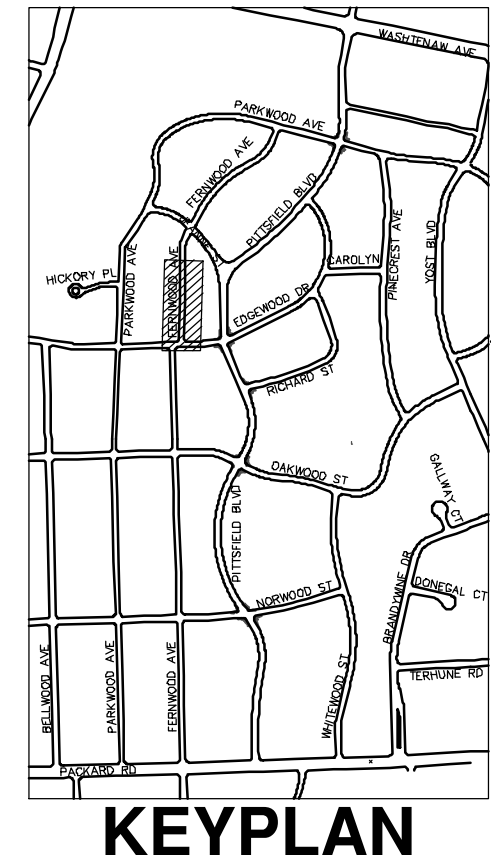 WASHTENAW AVE
PARKWOOD AVE
FERNWOOD AVE
PITTSFIELD BLVD
PINECREST AVE
YOST BLVD
CAROLYN
HICKORY PL
PARKWOOD AVE
FERNWOOD AVE
EDGEWOOD DR
RICHARD ST
OAKWOOD ST
GALLWAY CT
PITTSFIELD BLVD
BRANDYWINE DR
DONEGAL CT
NORWOOD ST
BELLWOOD AVE
PARKWOOD AVE
FERNWOOD AVE
WHITEWOOD ST
TERHUNE RD
PACKARD RD
KEYPLAN